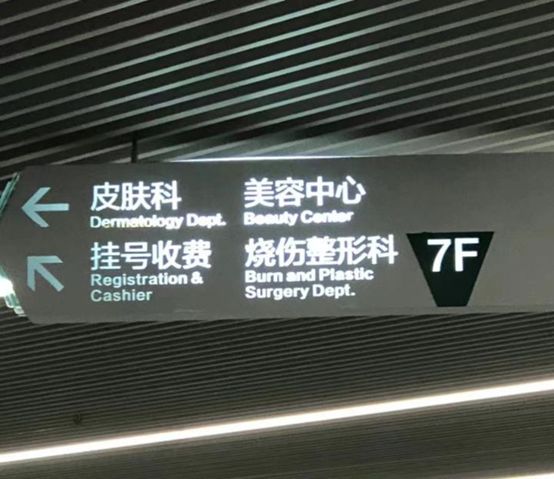 皮肤科 美容中心
Dermatology Dept. Beauty Center
挂号收费 烧伤整形科
Registration & Burn and Plastic
Cashier Surgery Dept.
7F